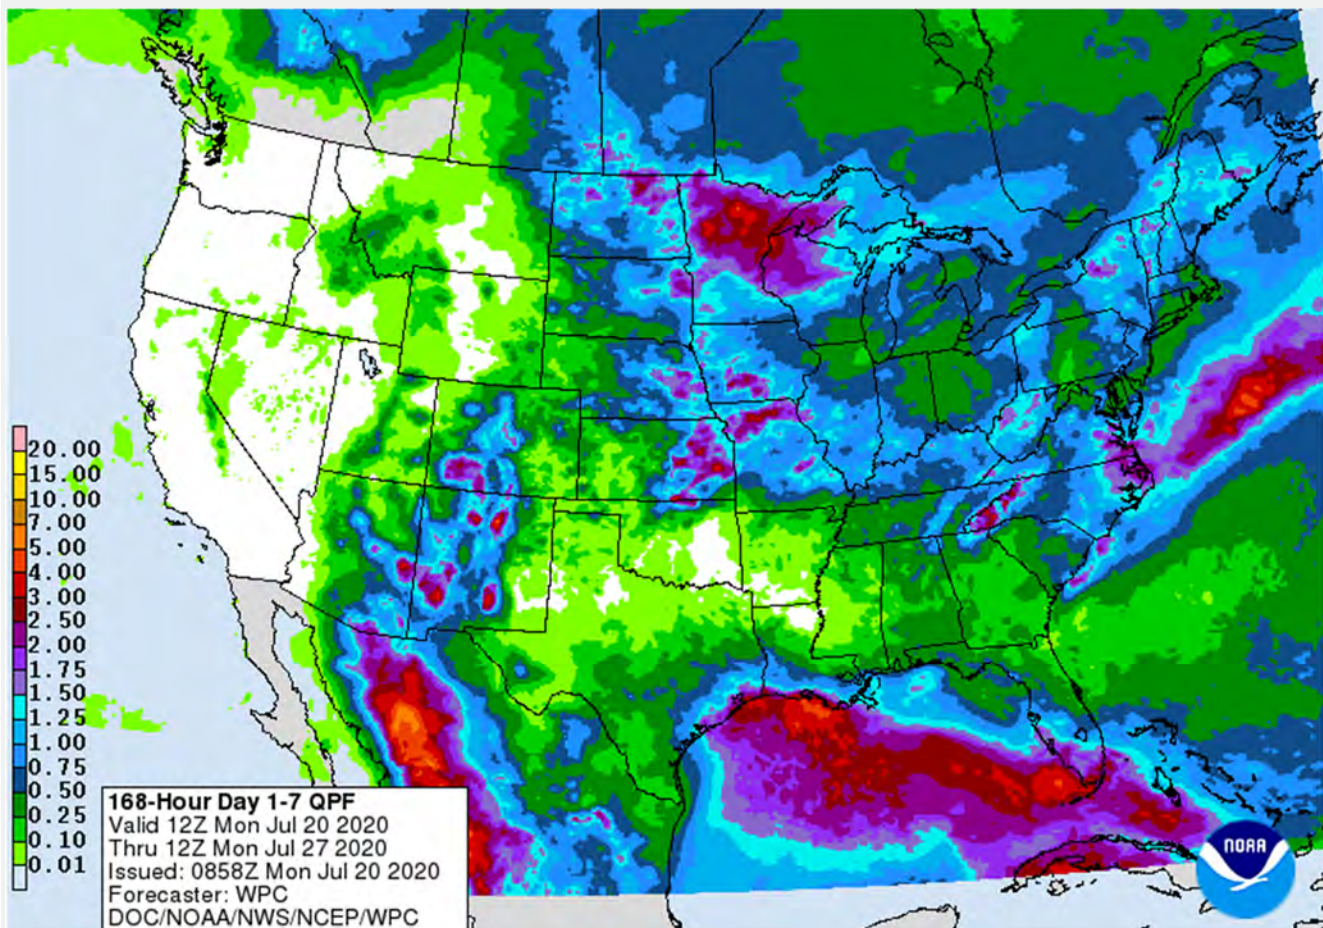 20.00
15.00
10.00
7.00
5.00
4.00
3.00
2.50
2.00
1.75
1.50
1.25
1.00
0.75
0.50
0.25
0.10
0.01
168-Hour Day 1-7 QPF
Valid 12Z Mon Jul 20 2020
Thru 12Z Mon Jul 27 2020
Issued: 0858Z Mon Jul 20 2020
Forecaster: WPC
DOC/NOAA/NWS/NCEP/WPC
NOAA